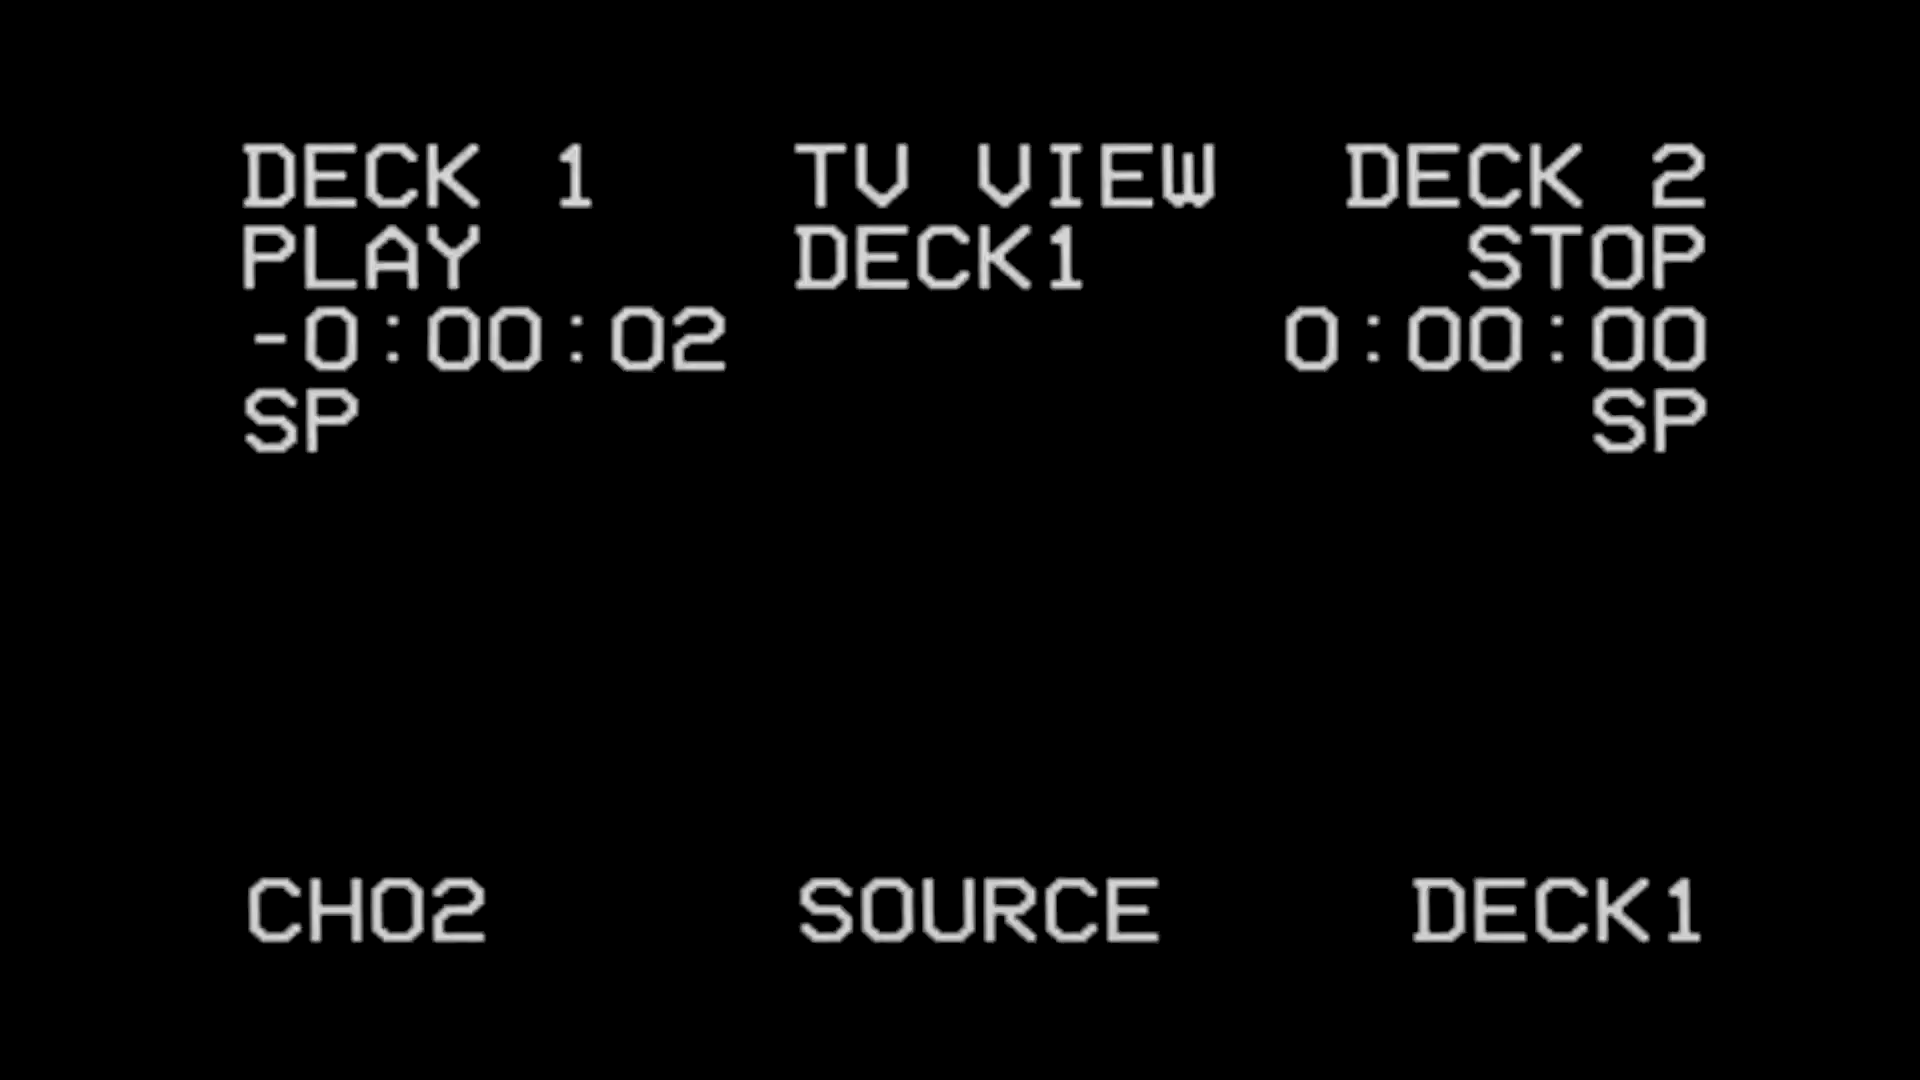 DECK 1 TV VIEW DECK 2
PLAY DECK1 STOP
-0:00:02 0:00:00
SP SP
CH02 SOURCE DECK1